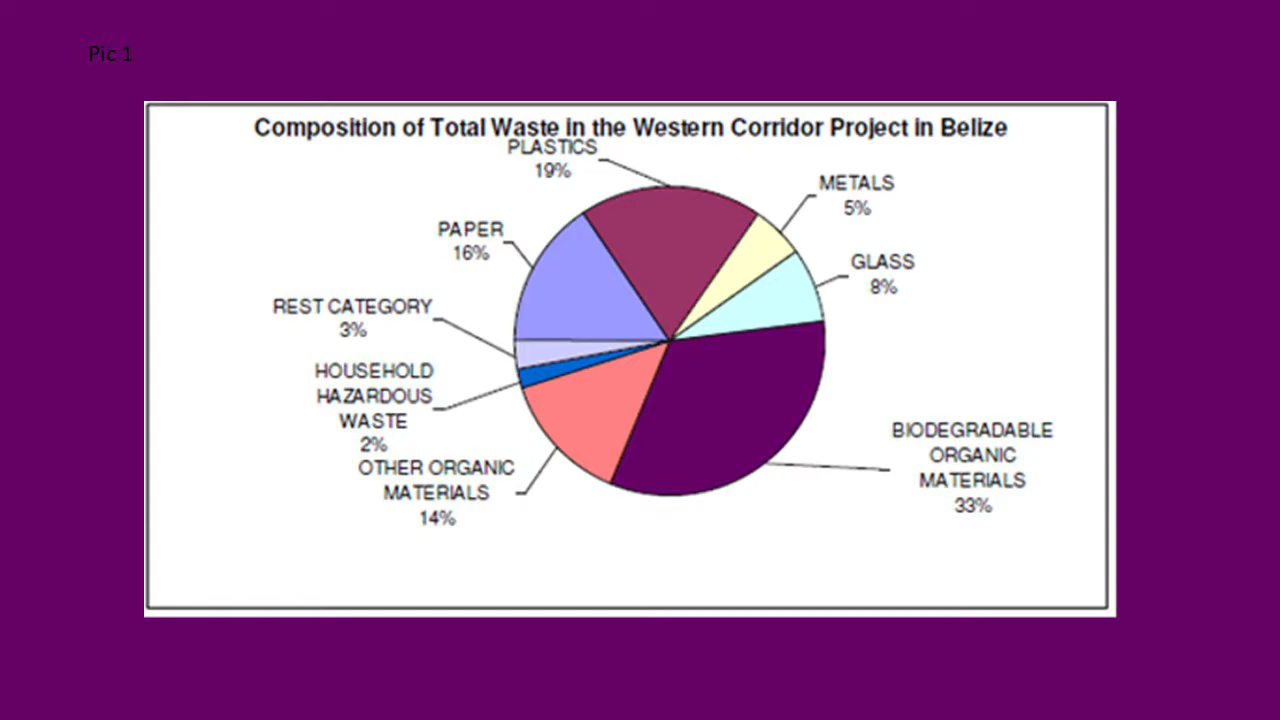 Pic 1
Composition of Total Waste in the Western Corridor Project in Belize
PLASTICS
19%
METALS
5%
PAPER
16%
GLASS
8%
REST CATEGORY
3%
HOUSEHOLD
HAZARDOUS
WASTE
2%
BIODEGRADABLE
ORGANIC
MATERIALS
33%
OTHER ORGANIC
MATERIALS
14%